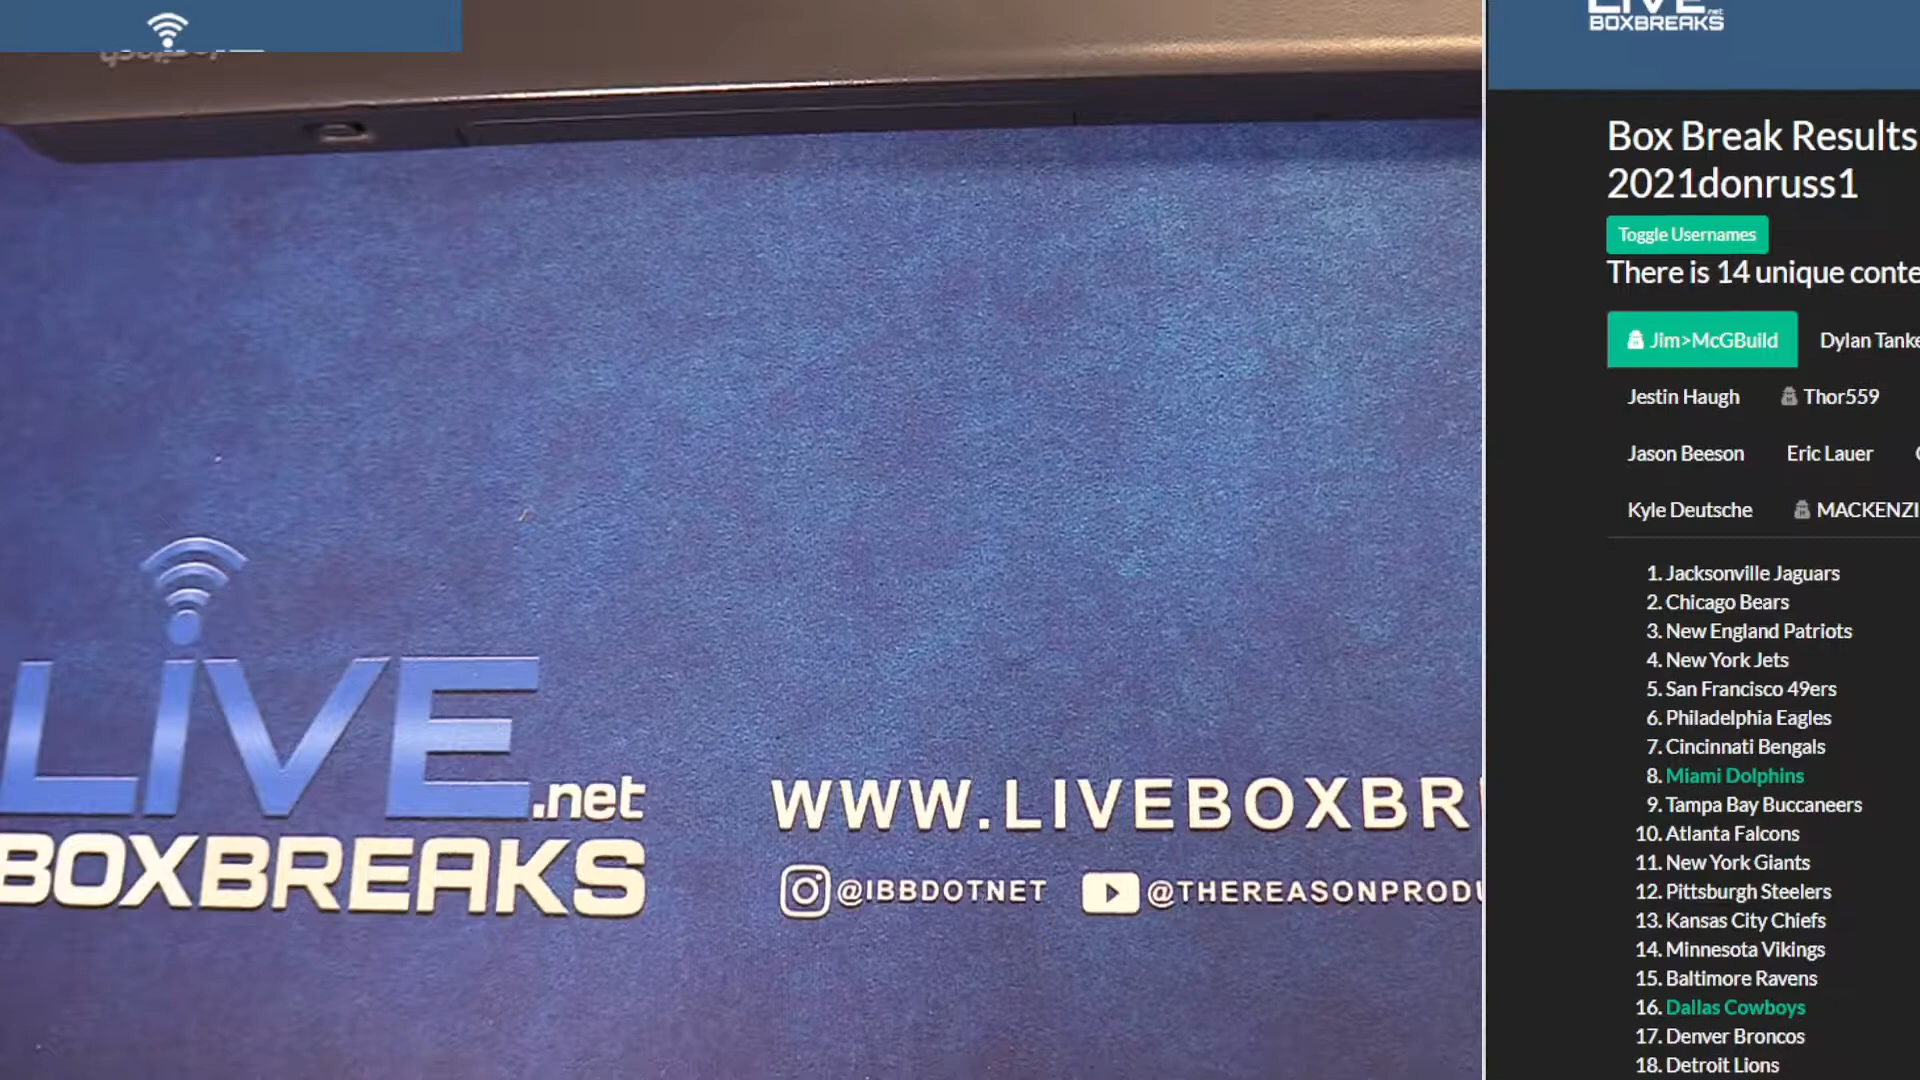 LIVE.net
BOXBREAKS
WWW.LIVEBOXBR
@IBBDOTNET @THEREASONPRODU
LIVE.net
BOXBREAKS
Box Break Results
2021donruss1
Toggle Usernames
There is 14 unique conte
Jim>McGBuild Dylan Tanke
Jestin Haugh Thor559
Jason Beeson Eric Lauer
Kyle Deutsche MACKENZI
1. Jacksonville Jaguars
2. Chicago Bears
3. New England Patriots
4. New York Jets
5. San Francisco 49ers
6. Philadelphia Eagles
7. Cincinnati Bengals
8. Miami Dolphins
9. Tampa Bay Buccaneers
10. Atlanta Falcons
11. New York Giants
12. Pittsburgh Steelers
13. Kansas City Chiefs
14. Minnesota Vikings
15. Baltimore Ravens
16. Dallas Cowboys
17. Denver Broncos
18. Detroit Lions